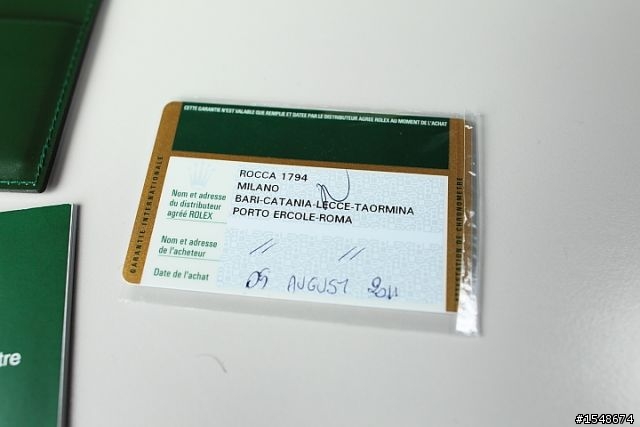 CETTE GARANTIE N'EST VALABLE QUE REMPLIE ET DATEE PAR LE DISTRIBUTEUR AGREE ROLEX AU MOMENT DE L'ACHAT
GARANTIE INTERNATIONALE
Nom et adresse
du distributeur
agréé ROLEX
ROCCA 1794
MILANO
BARI-CATANIA-LECCE-TAORMINA
PORTO ERCOLE-ROMA
Nom et adresse
de l'acheteur
// //
Date de l'achat
09 AUGUST 2011
ATTESTATION DE CHRONOMETRE
tre
#1548674